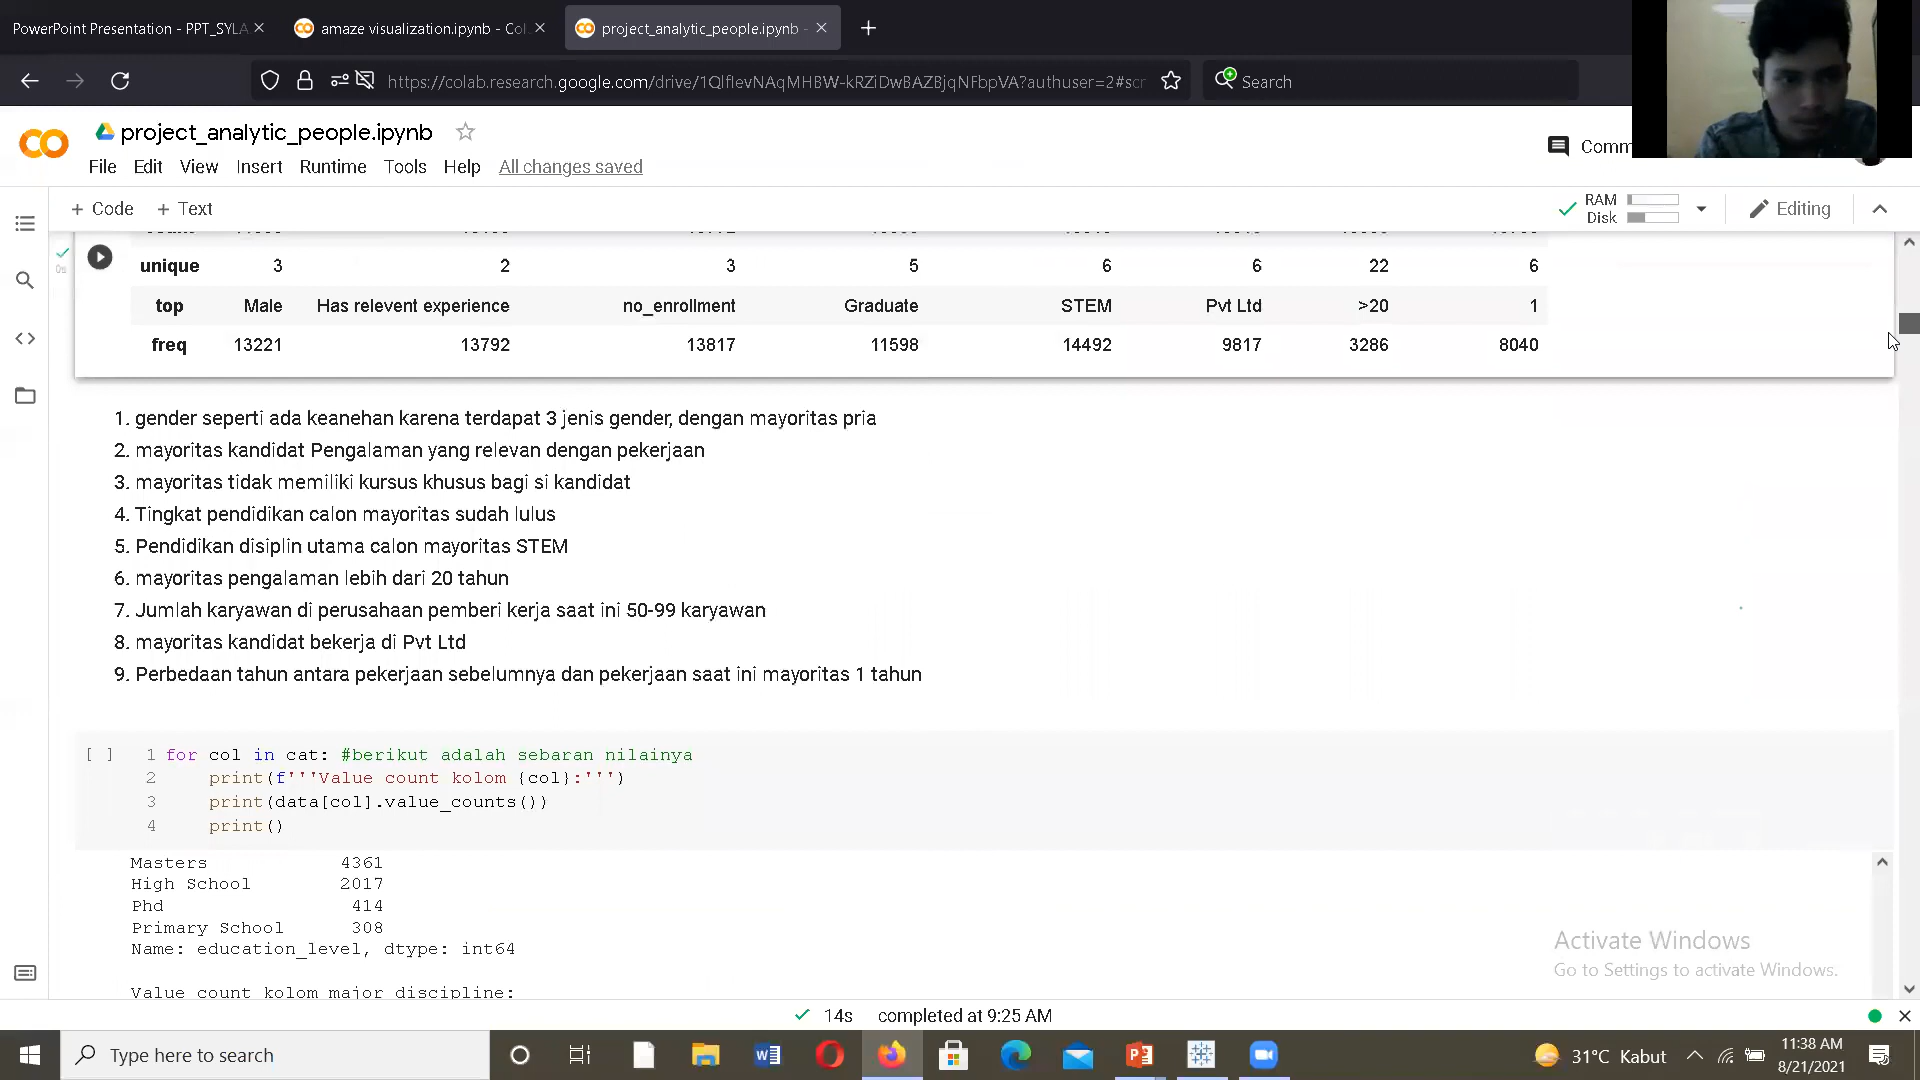 PowerPoint Presentation - PPT_SYLA
amaze visualization.ipynb - Col
project_analytic_people.ipynb -
https://colab.research.google.com/drive/1QlfIevNAqMHBW-kRZiDwBAZBjqNFbpVA?authuser=2#scr
Search
project_analytic_people.ipynb
Comm
File Edit View Insert Runtime Tools Help All changes saved
+ Code + Text
RAM
Disk
Editing
unique 3 2 3 5 6 6 22 6
top Male Has relevent experience no_enrollment Graduate STEM Pvt Ltd >20 1
freq 13221 13792 13817 11598 14492 9817 3286 8040
0s
1. gender seperti ada keanehan karena terdapat 3 jenis gender, dengan mayoritas pria
2. mayoritas kandidat Pengalaman yang relevan dengan pekerjaan
3. mayoritas tidak memiliki kursus khusus bagi si kandidat
4. Tingkat pendidikan calon mayoritas sudah lulus
5. Pendidikan disiplin utama calon mayoritas STEM
6. mayoritas pengalaman lebih dari 20 tahun
7. Jumlah karyawan di perusahaan pemberi kerja saat ini 50-99 karyawan
8. mayoritas kandidat bekerja di Pvt Ltd
9. Perbedaan tahun antara pekerjaan sebelumnya dan pekerjaan saat ini mayoritas 1 tahun
[ ] 1 for col in cat: #berikut adalah sebaran nilainya
2 print(f'''Value count kolom {col}:''')
3 print(data[col].value_counts())
4 print()
Masters 4361
High School 2017
Phd 414
Primary School 308
Name: education_level, dtype: int64
Value count kolom major discipline:
Activate Windows
Go to Settings to activate Windows.
14s completed at 9:25 AM
Type here to search
31°C Kabut
11:38 AM
8/21/2021